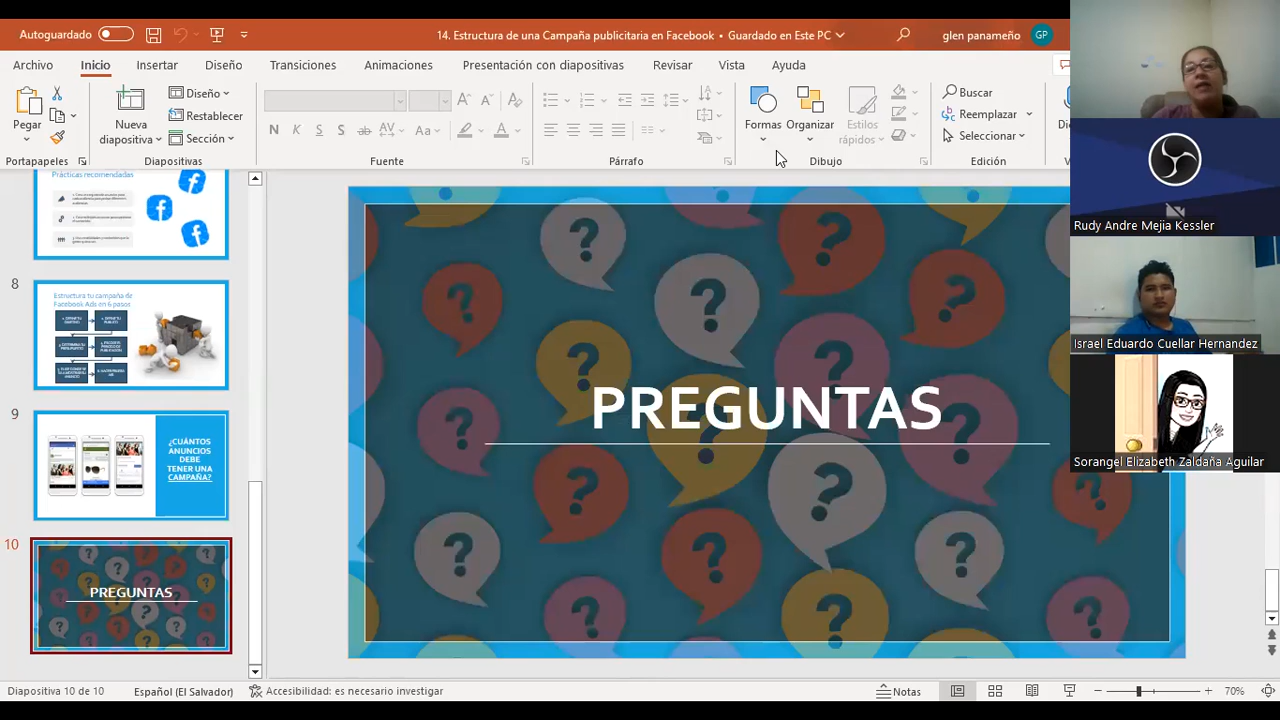 Autoguardado
14. Estructura de una Campaña publicitaria en Facebook • Guardado en Este PC
glen panameño
GP
Archivo
Inicio
Insertar
Diseño
Transiciones
Animaciones
Presentación con diapositivas
Revisar
Vista
Ayuda
Pegar
Nueva diapositiva
Diseño
Restablecer
Sección
N K S S ab AV Aa A
Formas
Organizar
Estilos rápidos
Buscar
Reemplazar
Seleccionar
Portapapeles
Diapositivas
Fuente
Párrafo
Dibujo
Edición
Prácticas recomendadas
8
Estructura tu campaña de
Facebook Ads en 6 pasos
9
¿CUÁNTOS
ANUNCIOS
DEBE
TENER UNA
CAMPAÑA?
10
PREGUNTAS
PREGUNTAS
Rudy Andre Mejia Kessler
Israel Eduardo Cuellar Hernandez
Sorangel Elizabeth Zaldaña Aguilar
Diapositiva 10 de 10
Español (El Salvador)
Accesibilidad: es necesario investigar
Notas
70%